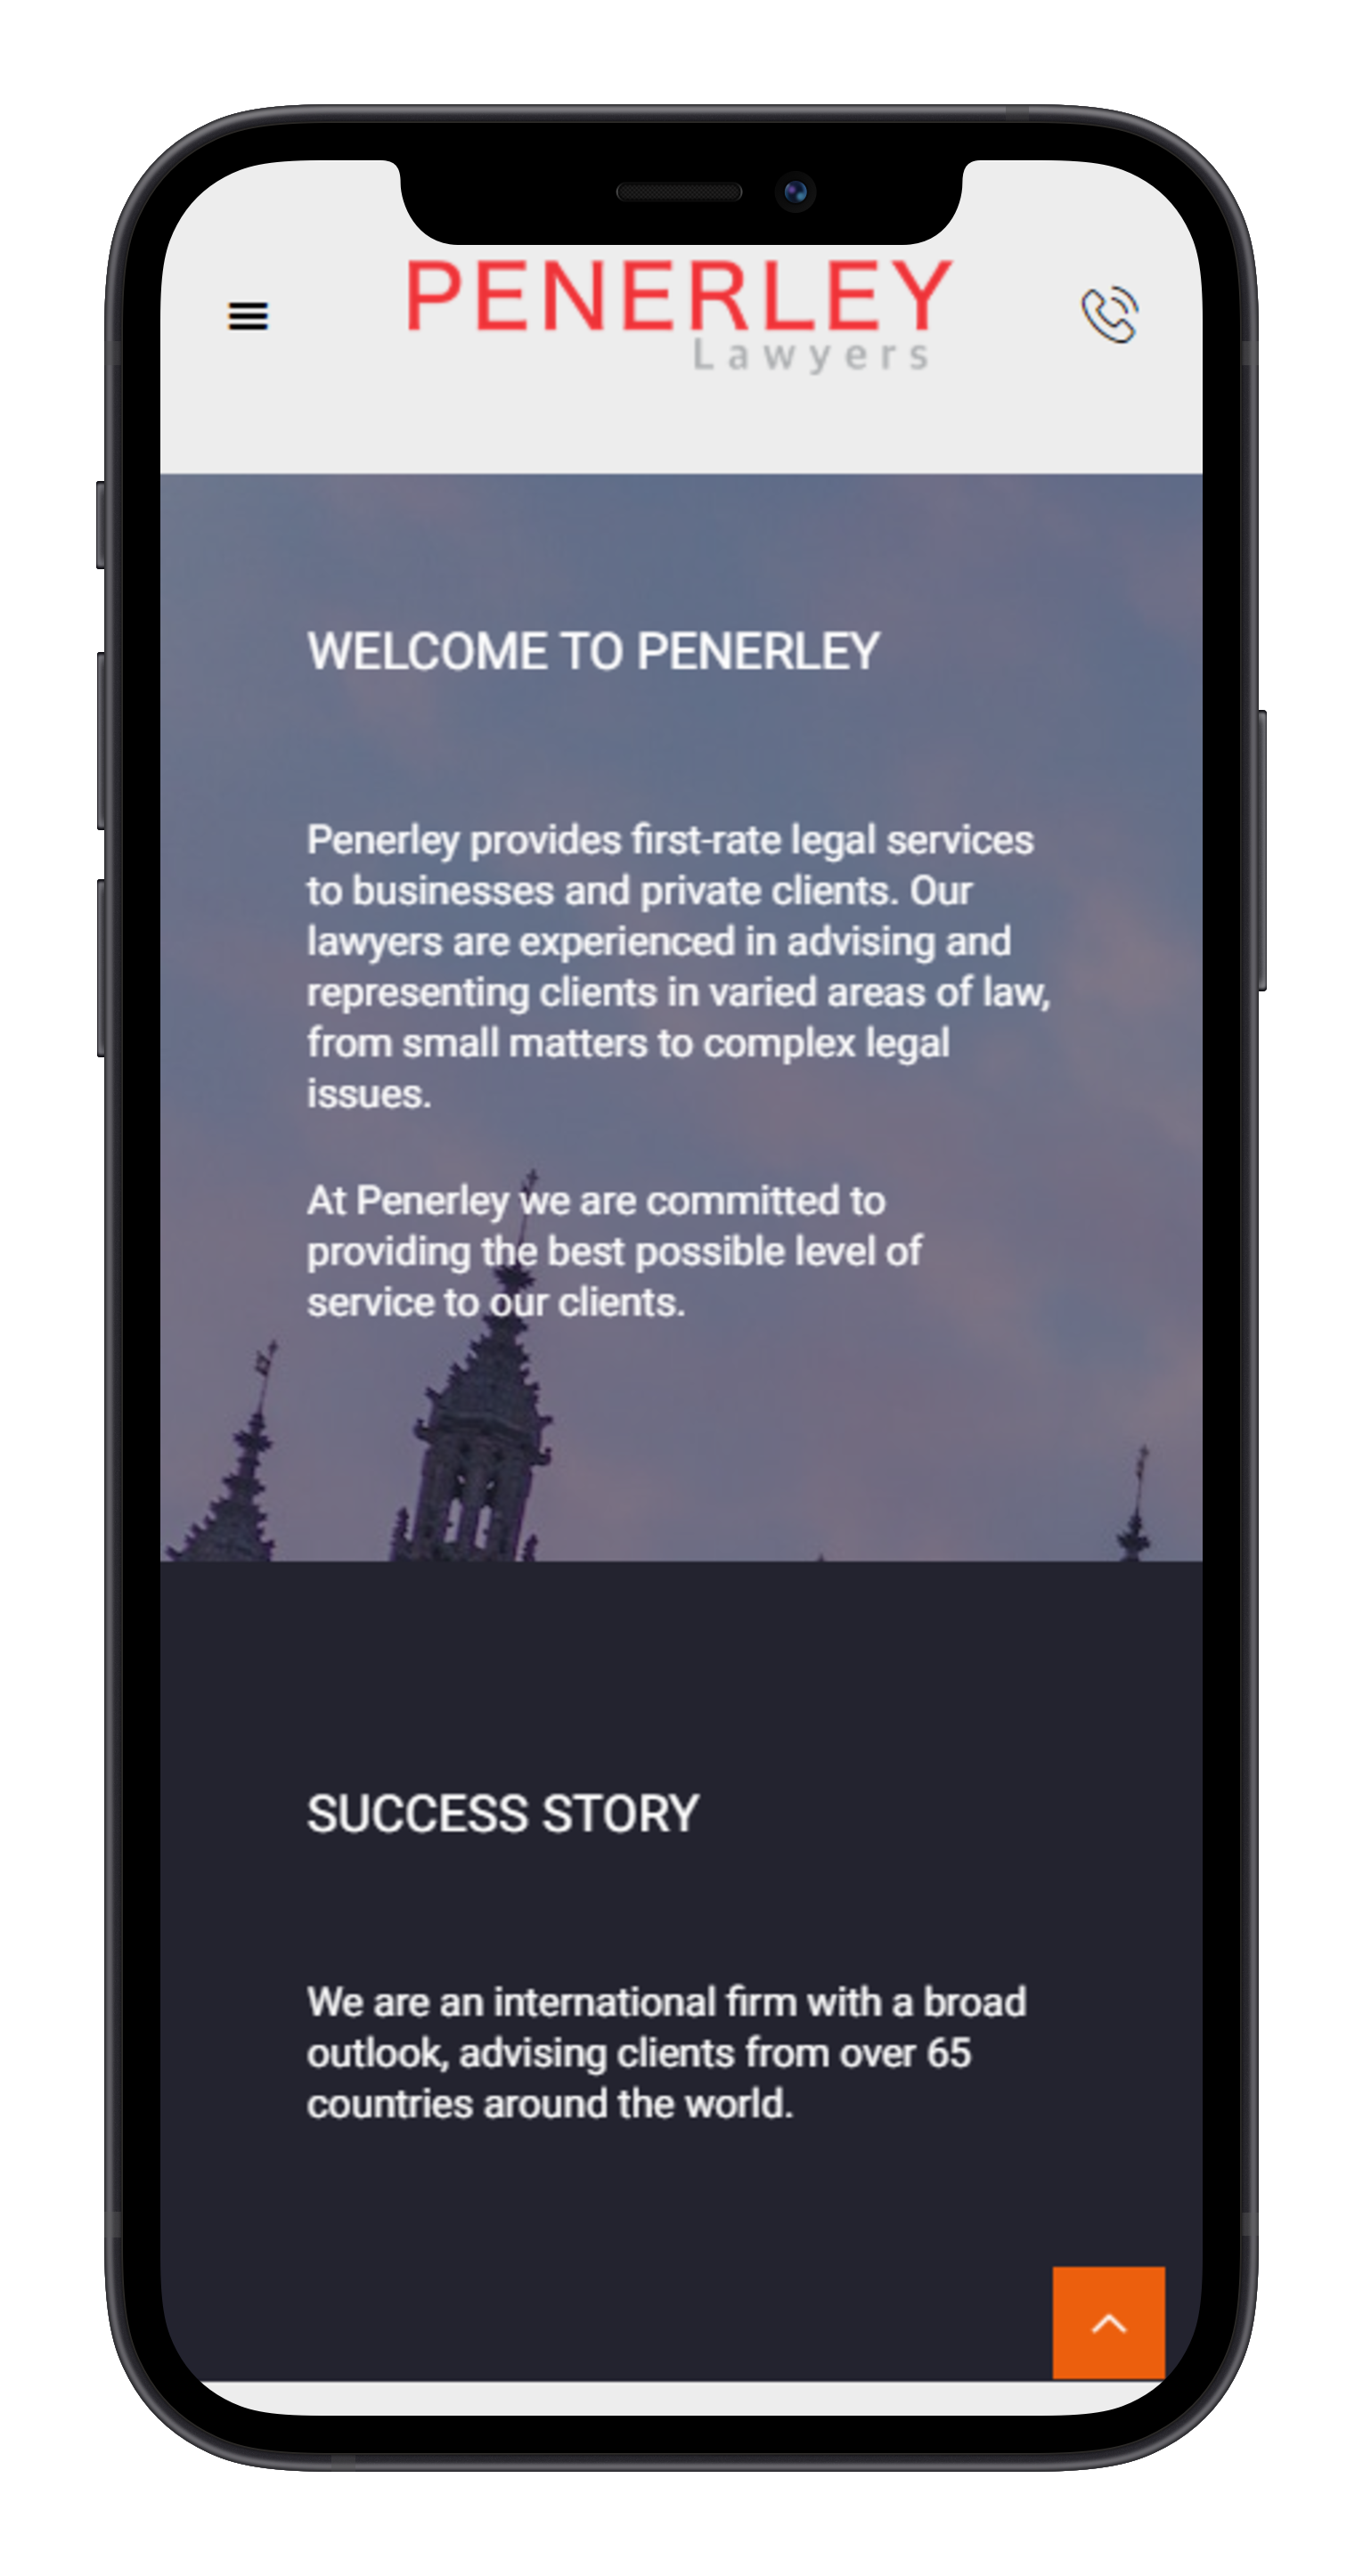 PENERLEY
Lawyers
WELCOME TO PENERLEY
Penerley provides first-rate legal services
to businesses and private clients. Our
lawyers are experienced in advising and
representing clients in varied areas of law,
from small matters to complex legal
issues.
At Penerley we are committed to
providing the best possible level of
service to our clients.
SUCCESS STORY
We are an international firm with a broad
outlook, advising clients from over 65
countries around the world.